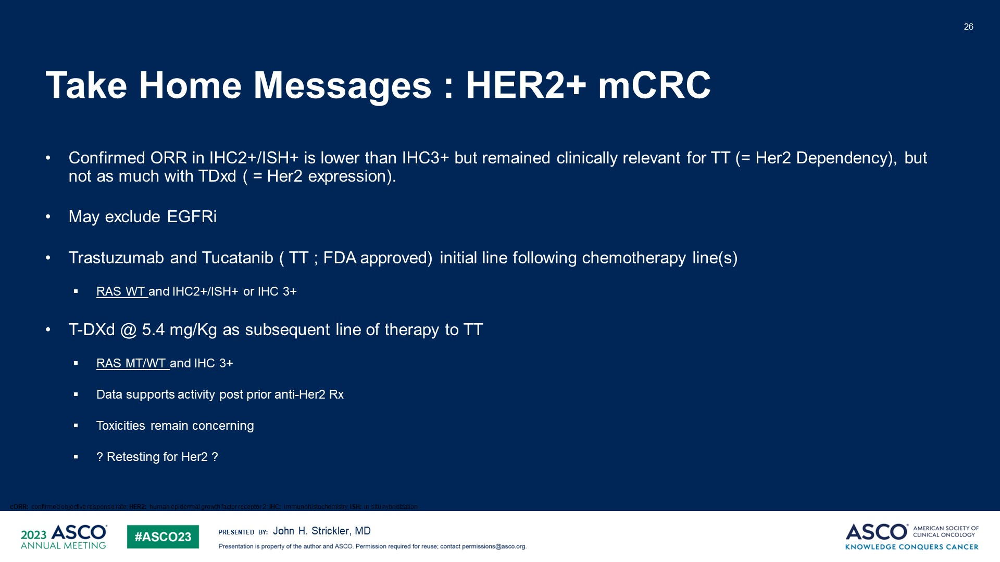 26
Take Home Messages : HER2+ mCRC
• Confirmed ORR in IHC2+/ISH+ is lower than IHC3+ but remained clinically relevant for TT (= Her2 Dependency), but
not as much with TDxd ( = Her2 expression).
• May exclude EGFRi
• Trastuzumab and Tucatanib ( TT ; FDA approved) initial line following chemotherapy line(s)
▪ RAS WT and IHC2+/ISH+ or IHC 3+
• T-DXd @ 5.4 mg/Kg as subsequent line of therapy to TT
▪ RAS MT/WT and IHC 3+
▪ Data supports activity post prior anti-Her2 Rx
▪ Toxicities remain concerning
▪ ? Retesting for Her2 ?
cORR: confirmed objective response rate; HER2: human epidermal growth factor receptor 2; IHC: immunohistochemistry; ISH: in situ hybridization
2023 ASCO®
ANNUAL MEETING
#ASCO23
PRESENTED BY: John H. Strickler, MD
Presentation is property of the author and ASCO. Permission required for reuse; contact permissions@asco.org.
ASCO® AMERICAN SOCIETY OF
CLINICAL ONCOLOGY
KNOWLEDGE CONQUERS CANCER